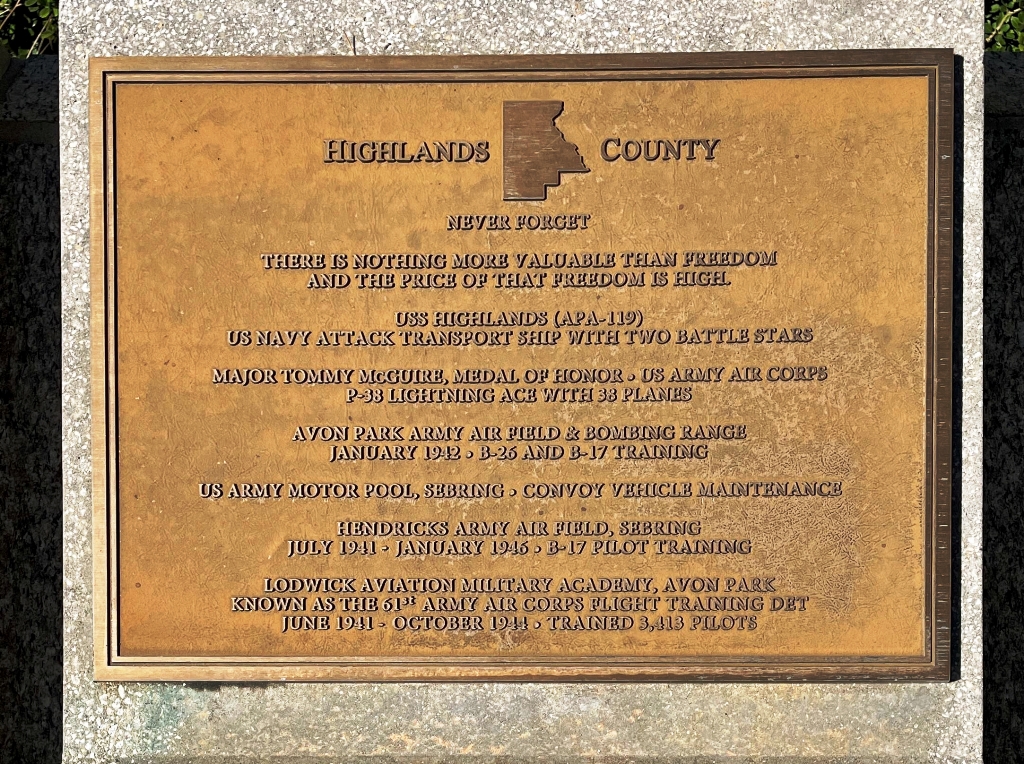 HIGHLANDS COUNTY
NEVER FORGET
THERE IS NOTHING MORE VALUABLE THAN FREEDOM
AND THE PRICE OF THAT FREEDOM IS HIGH.
USS HIGHLANDS (APA-119)
US NAVY ATTACK TRANSPORT SHIP WITH TWO BATTLE STARS
MAJOR TOMMY McGUIRE, MEDAL OF HONOR • US ARMY AIR CORPS
P-38 LIGHTNING ACE WITH 38 PLANES
AVON PARK ARMY AIR FIELD & BOMBING RANGE
JANUARY 1942 • B-26 AND B-17 TRAINING
US ARMY MOTOR POOL, SEBRING • CONVOY VEHICLE MAINTENANCE
HENDRICKS ARMY AIR FIELD, SEBRING
JULY 1941 - JANUARY 1946 • B-17 PILOT TRAINING
LODWICK AVIATION MILITARY ACADEMY, AVON PARK
KNOWN AS THE 61ST ARMY AIR CORPS FLIGHT TRAINING DET
JUNE 1941 - OCTOBER 1944 • TRAINED 3,413 PILOTS